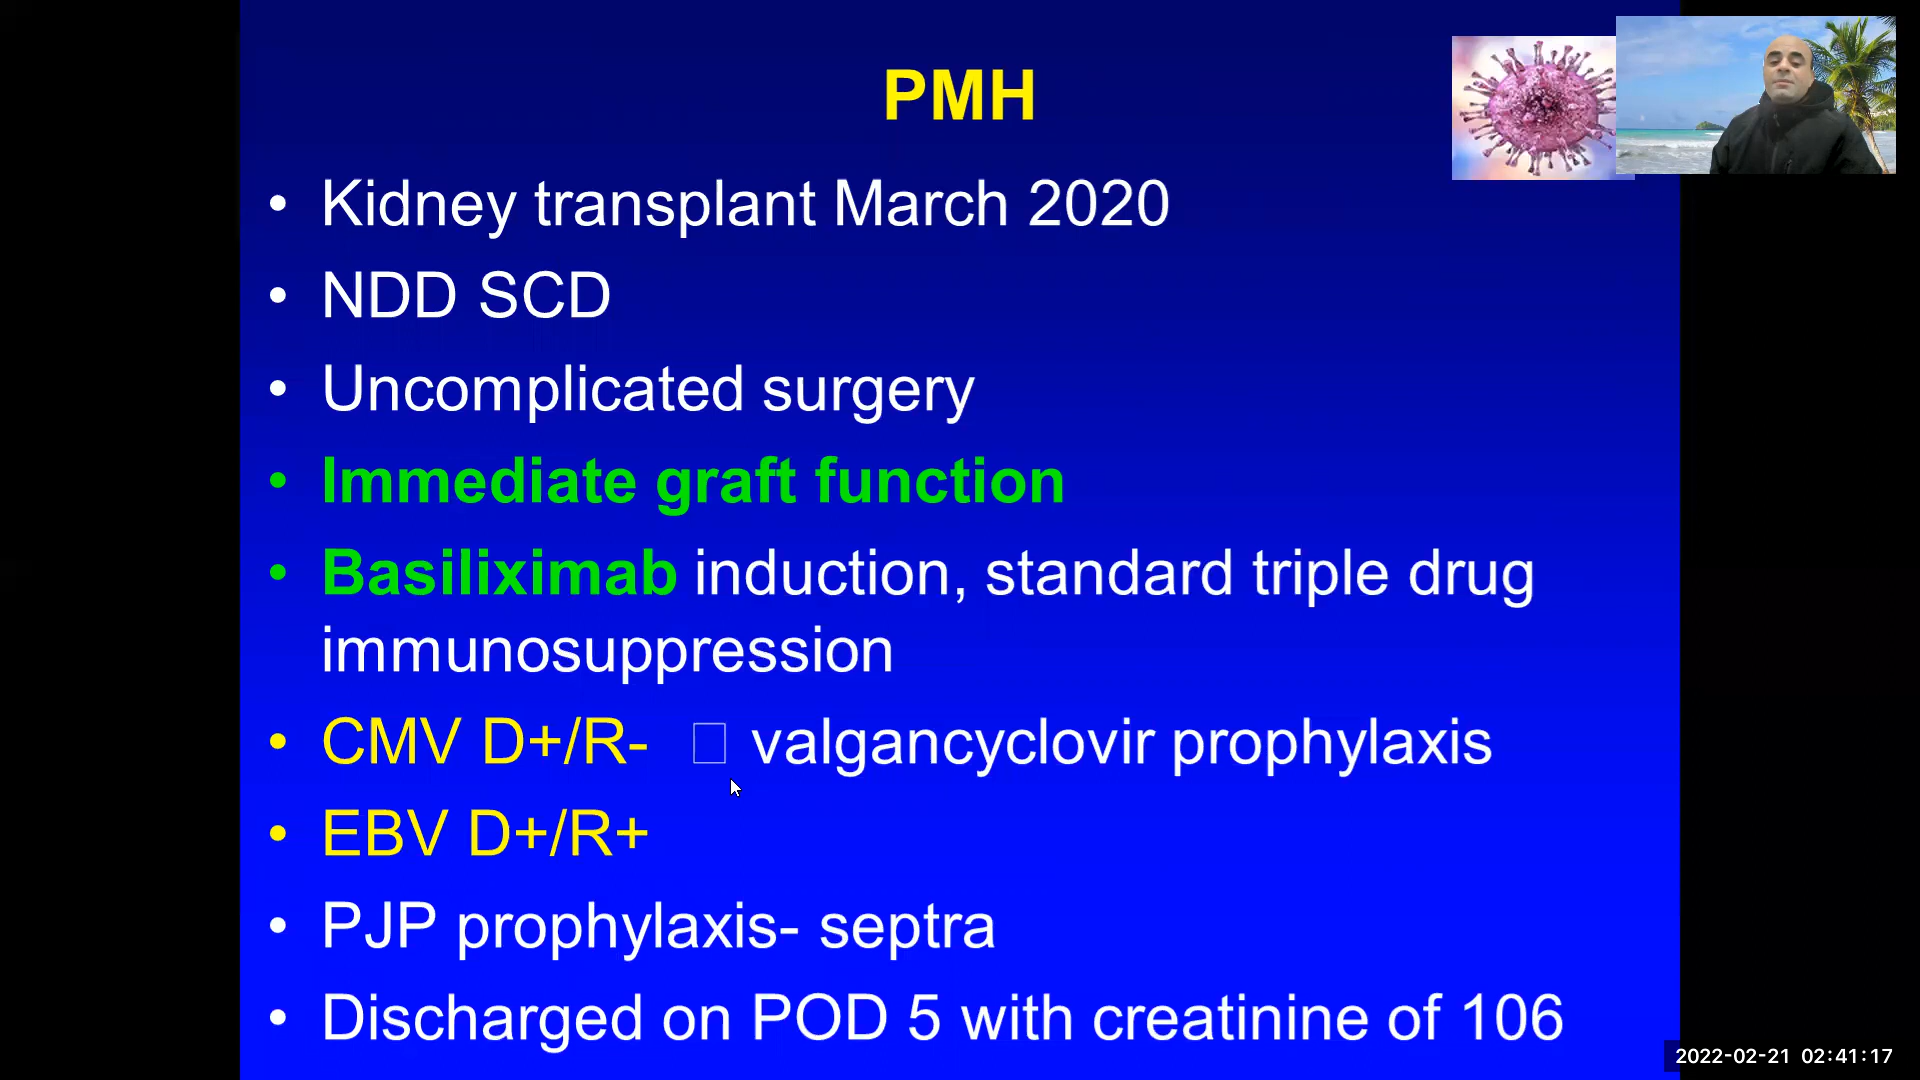 PMH
• Kidney transplant March 2020
• NDD SCD
• Uncomplicated surgery
• Immediate graft function
• Basiliximab induction, standard triple drug
immunosuppression
• CMV D+/R- □ valgancyclovir prophylaxis
• EBV D+/R+
• PJP prophylaxis- septra
• Discharged on POD 5 with creatinine of 106
2022-02-21 02:41:17